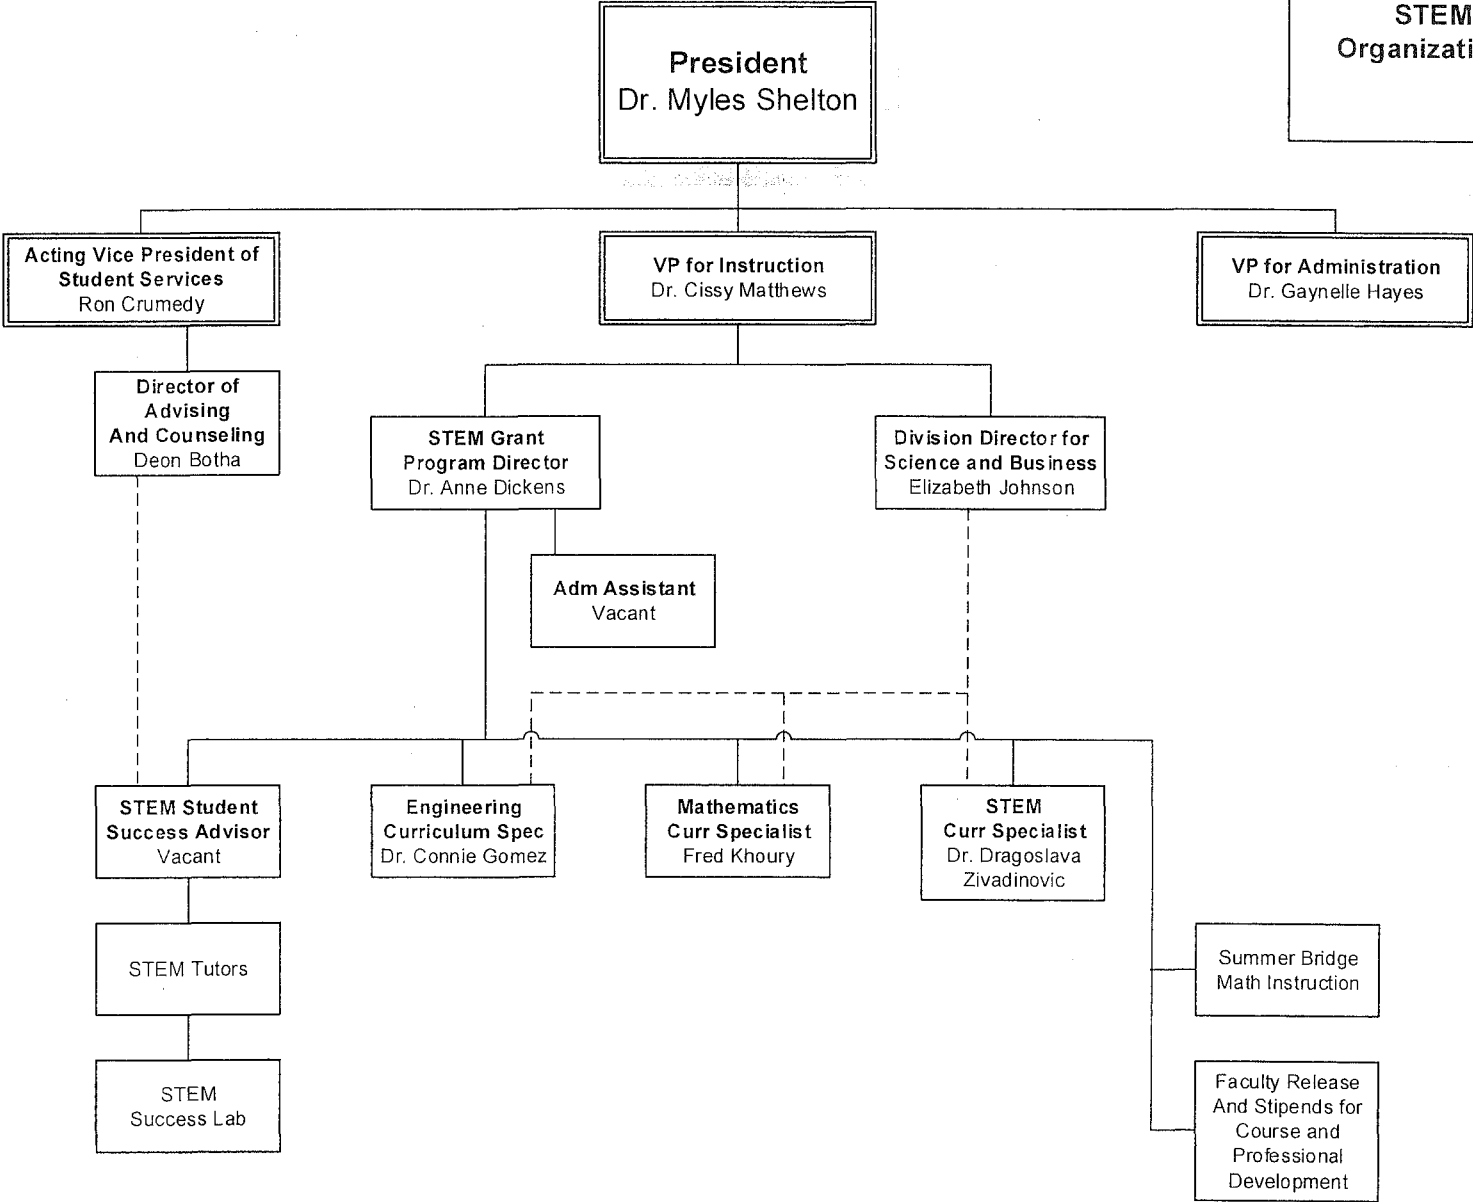 STEM
President
Dr. Myles Shelton
Acting Vice President of
Student Services
Ron Crumedy
VP for Instruction
Dr. Cissy Matthews
VP for Administration
Dr. Gaynelle Hayes
Director of
Advising
And Counseling
Deon Botha
STEM Grant
Program Director
Dr. Anne Dickens
Division Director for
Science and Business
Elizabeth Johnson
Adm Assistant
Vacant
STEM Student
Success Advisor
Vacant
Engineering
Curriculum Spec
Dr. Connie Gomez
Mathematics
Curr Specialist
Fred Khoury
STEM
Curr Specialist
Dr. Dragoslava
Zivadinovic
STEM Tutors
Summer Bridge
Math Instruction
STEM
Success Lab
Faculty Release
And Stipends for
Course and
Professional
Development